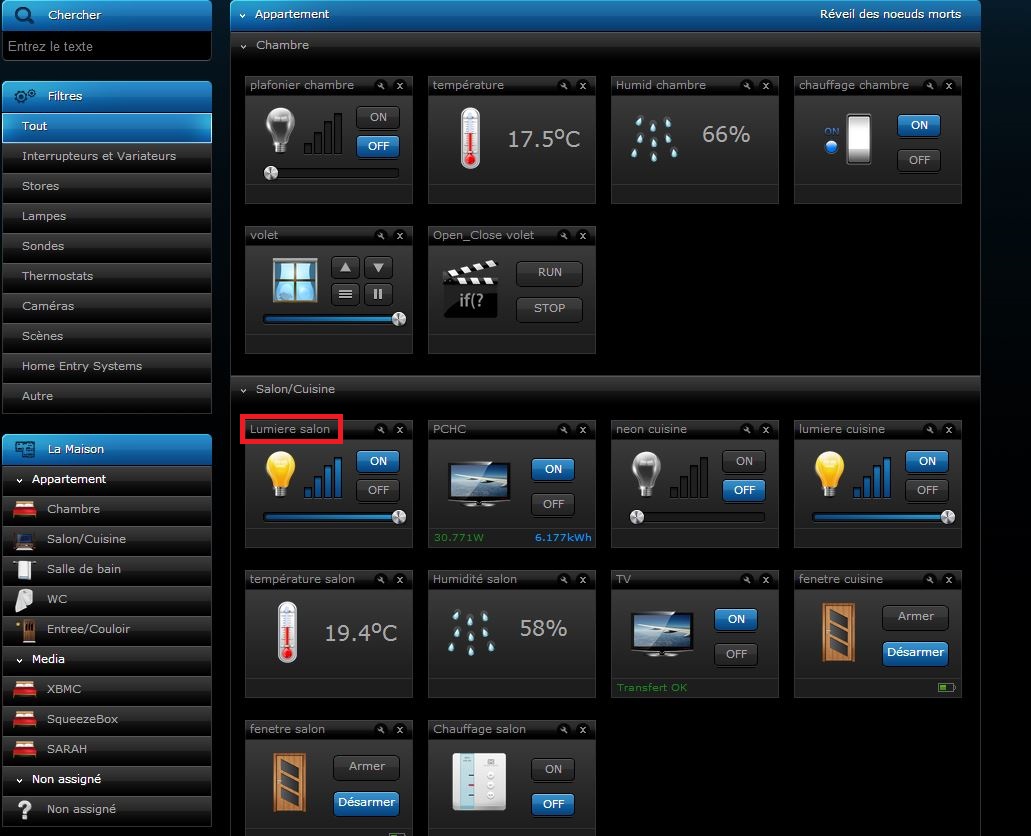 Chercher
Entrez le texte
Filtres
Tout
Interrupteurs et Variateurs
Stores
Lampes
Sondes
Thermostats
Caméras
Scènes
Home Entry Systems
Autre
La Maison
Appartement
Chambre
Salon/Cuisine
Salle de bain
WC
Entree/Couloir
Media
XBMC
SqueezeBox
SARAH
Non assigné
Non assigné
Appartement Réveil des noeuds morts
Chambre
plafonier chambre
ON
OFF
température
17.5°C
Humid chambre
66%
chauffage chambre
ON
ON
OFF
volet
Open_Close volet
if(?
RUN
STOP
Salon/Cuisine
Lumiere salon
ON
OFF
PCHC
ON
OFF
30.771W 6.177kWh
neon cuisine
ON
OFF
lumiere cuisine
ON
OFF
température salon
19.4°C
Humidité salon
58%
TV
ON
OFF
Transfert OK
fenetre cuisine
Armer
Désarmer
fenetre salon
Armer
Désarmer
Chauffage salon
ON
OFF